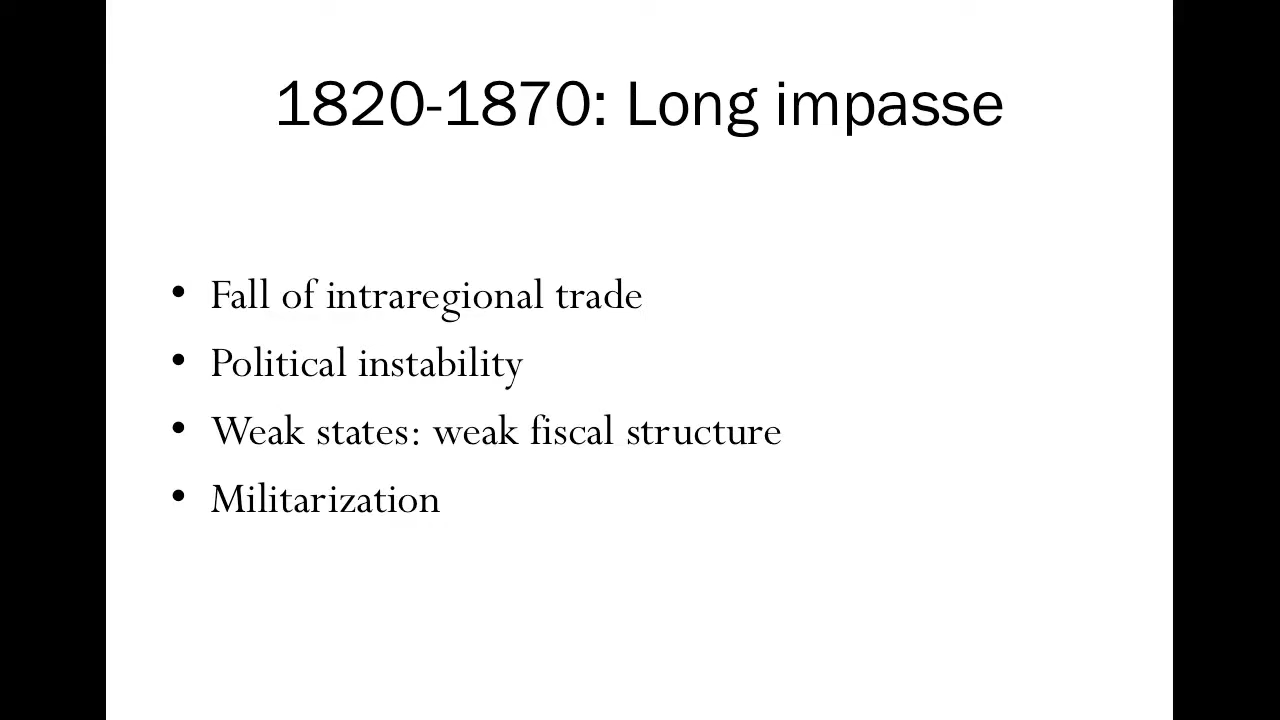 1820-1870: Long impasse
• Fall of intraregional trade
• Political instability
• Weak states: weak fiscal structure
• Militarization